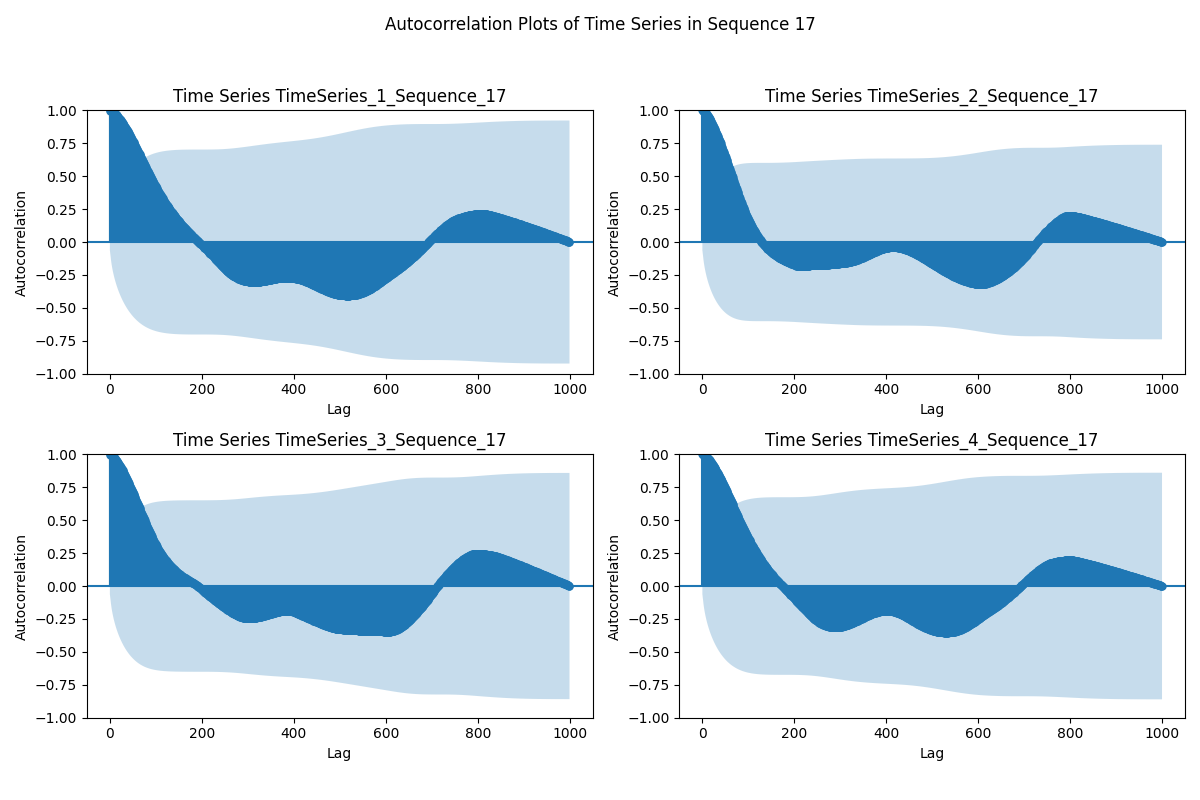 Autocorrelation Plots of Time Series in Sequence 17
Time Series TimeSeries_1_Sequence_17
Autocorrelation
1.00
0.75
0.50
0.25
0.00
−0.25
−0.50
−0.75
−1.00
0 200 400 600 800 1000
Lag
Time Series TimeSeries_2_Sequence_17
Autocorrelation
1.00
0.75
0.50
0.25
0.00
−0.25
−0.50
−0.75
−1.00
0 200 400 600 800 1000
Lag
Time Series TimeSeries_3_Sequence_17
Autocorrelation
1.00
0.75
0.50
0.25
0.00
−0.25
−0.50
−0.75
−1.00
0 200 400 600 800 1000
Lag
Time Series TimeSeries_4_Sequence_17
Autocorrelation
1.00
0.75
0.50
0.25
0.00
−0.25
−0.50
−0.75
−1.00
0 200 400 600 800 1000
Lag